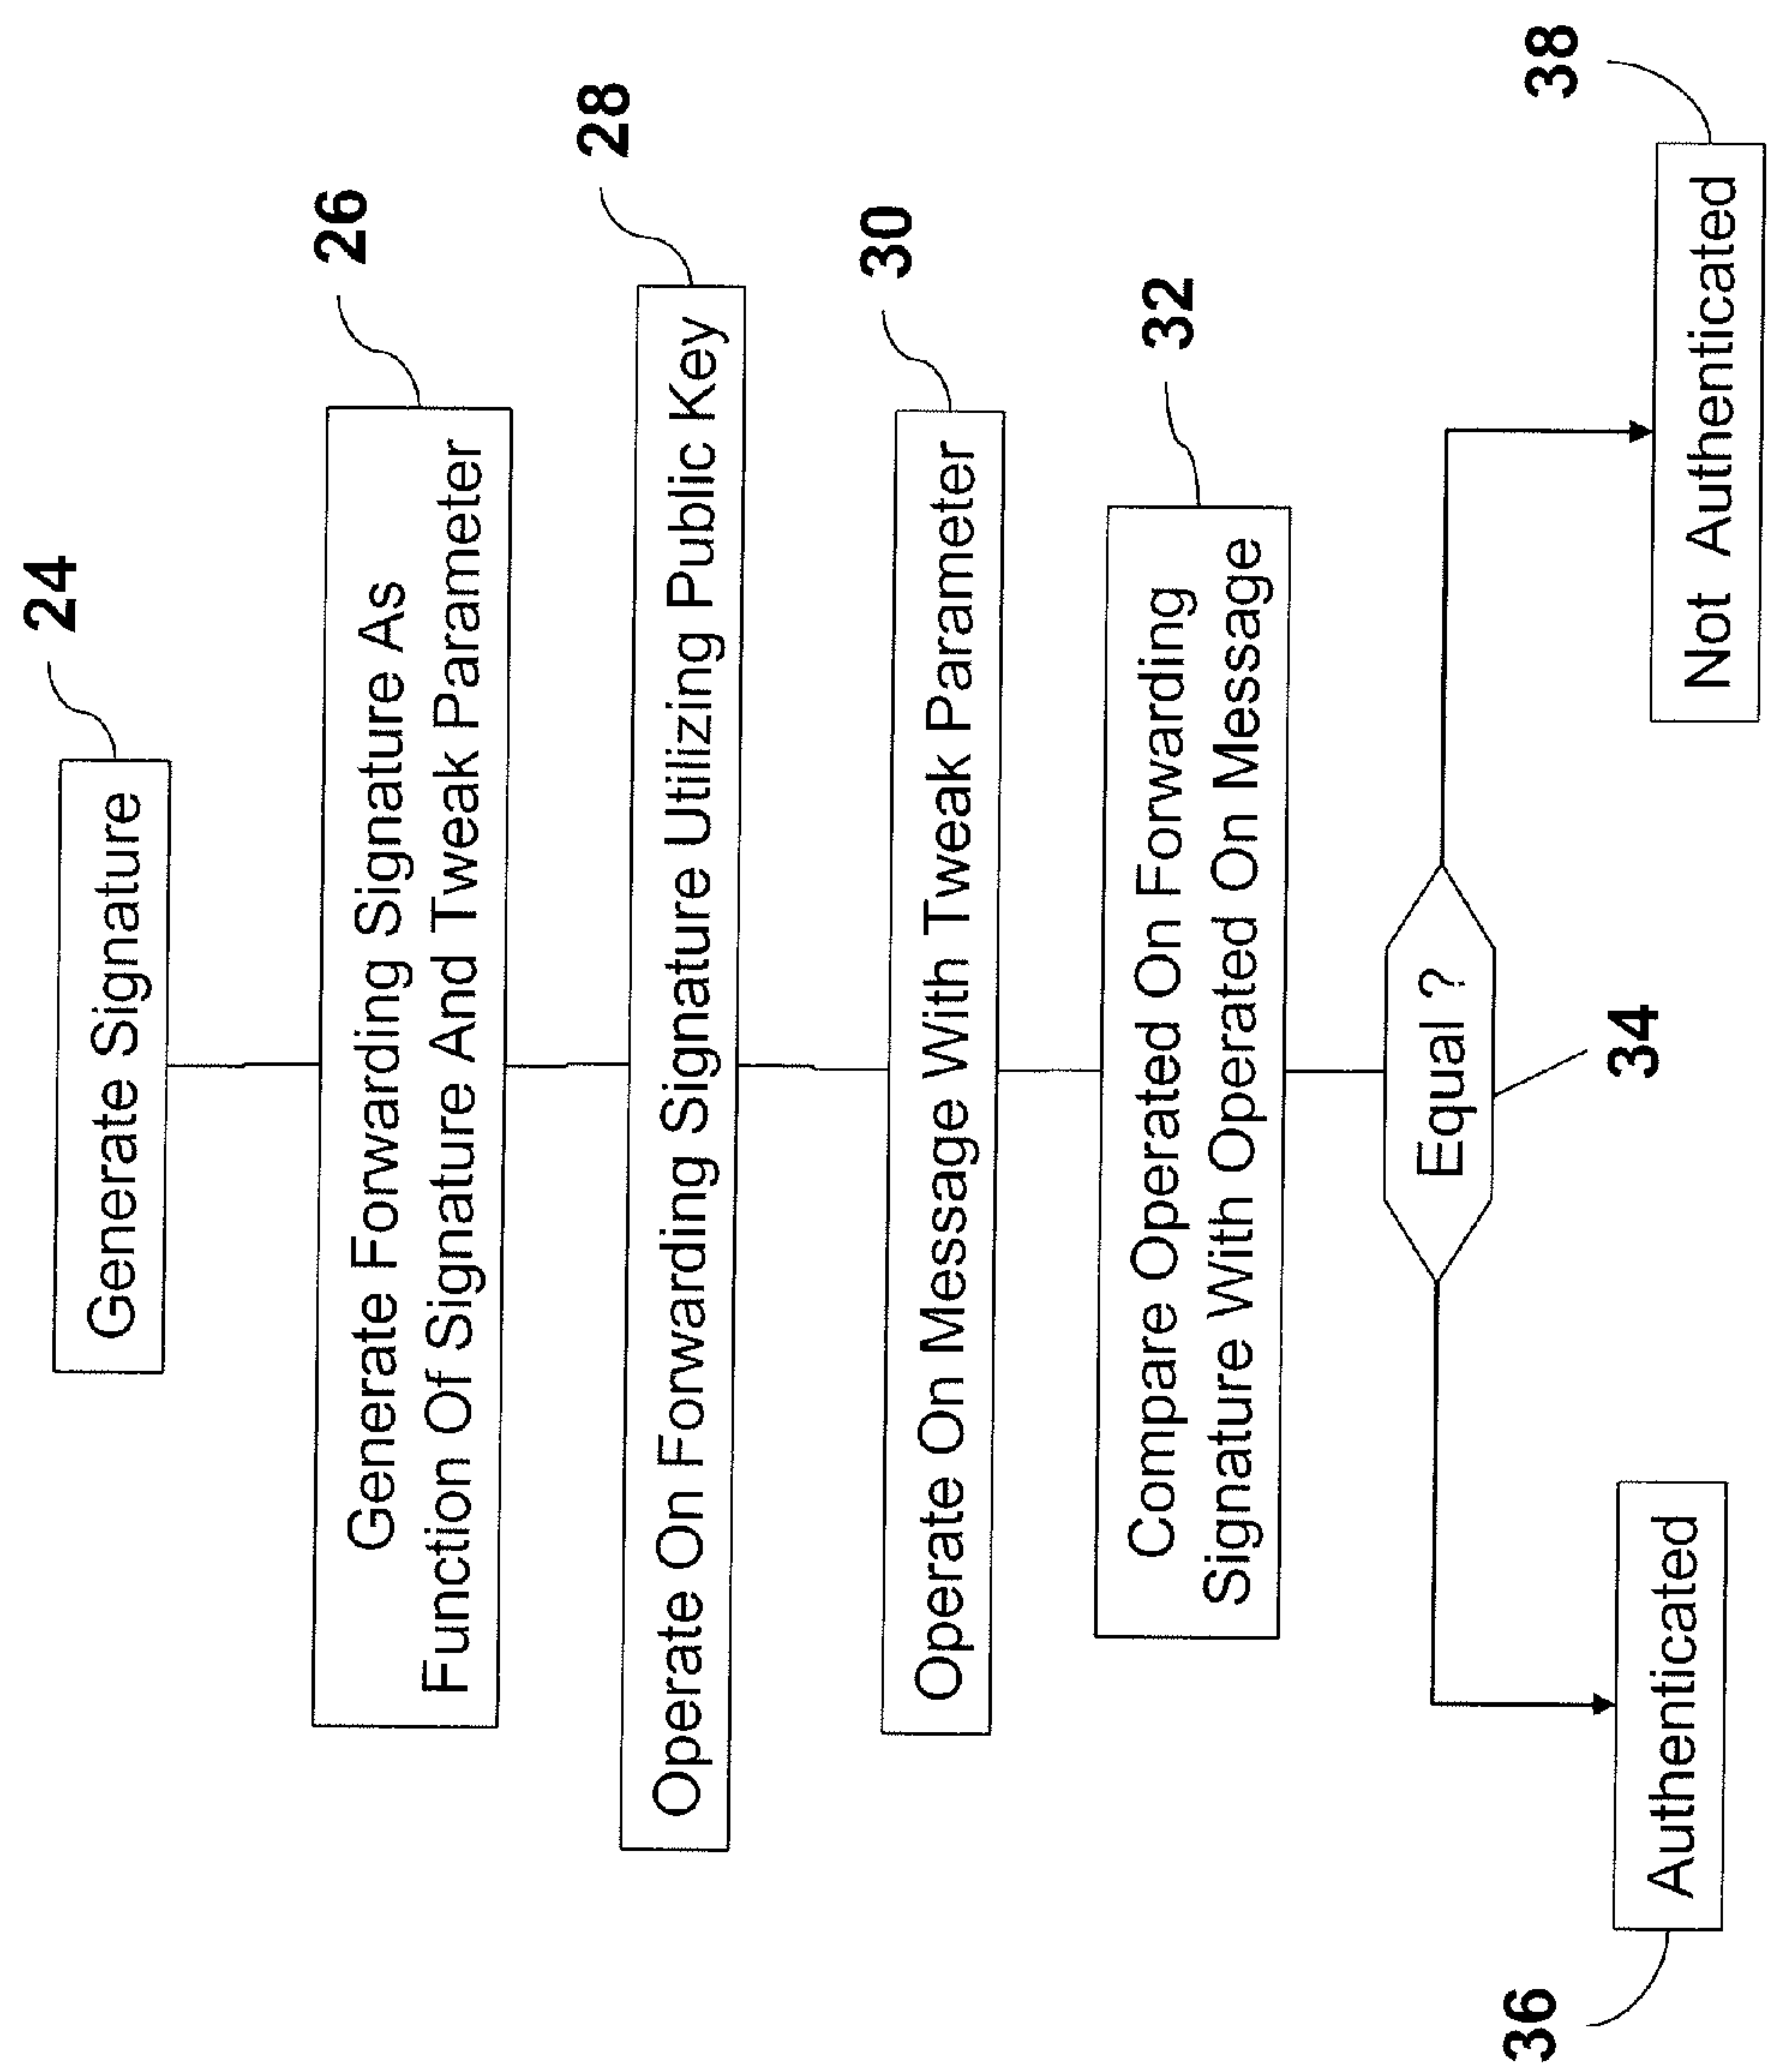 24
Generate Signature
26
Generate Forwarding Signature As
Function Of Signature And Tweak Parameter
28
Operate On Forwarding Signature Utilizing Public Key
30
Operate On Message With Tweak Parameter
32
Compare Operated On Forwarding
Signature With Operated On Message
Equal ?
34
36
Authenticated
38
Not Authenticated